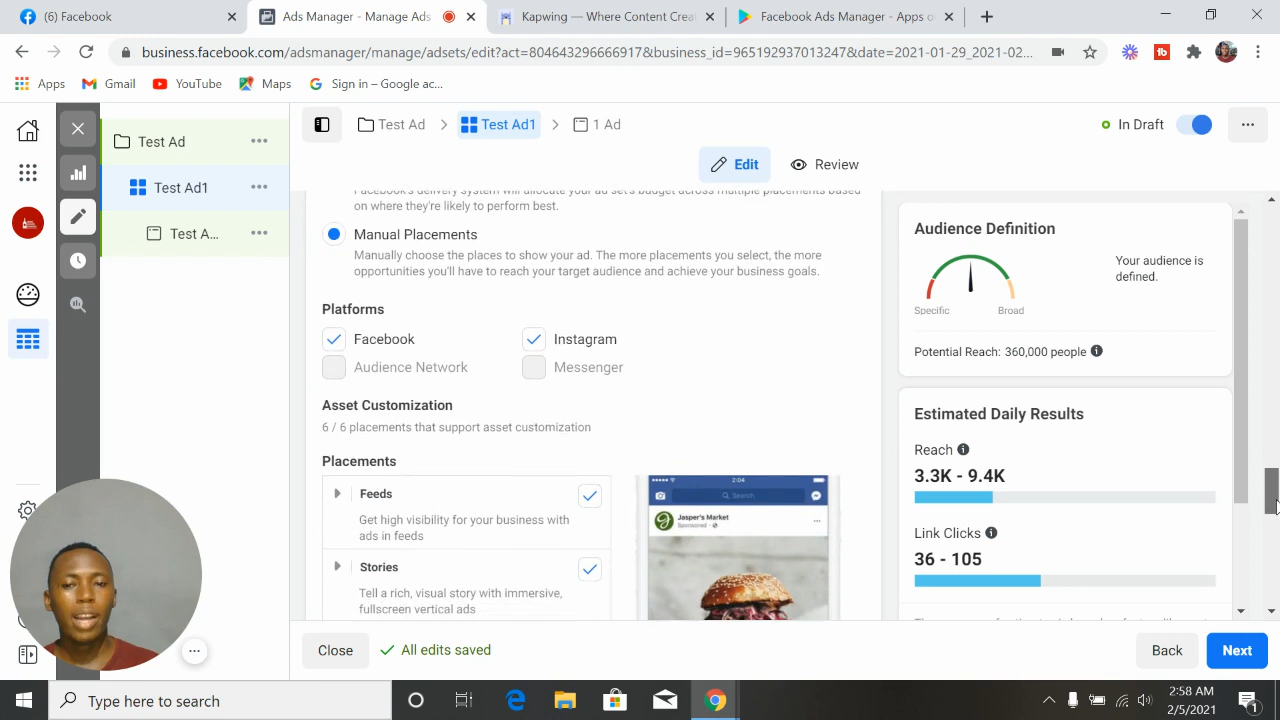 Facebook
Ads Manager - Manage Ads
Kapwing — Where Content Crea
Facebook Ads Manager - Apps o
business.facebook.com/adsmanager/manage/adsets/edit?act=804643296666917&business_id=965192937013247&date=2021-01-29_2021-02...
Apps
Gmail
YouTube
Maps
Sign in – Google ac...
Test Ad
Test Ad1
Test A...
Test Ad
Test Ad1
1 Ad
In Draft
Edit
Review
Facebook's delivery system will allocate your ad set's budget across multiple placements based
on where they're likely to perform best.
Manual Placements
Manually choose the places to show your ad. The more placements you select, the more
opportunities you'll have to reach your target audience and achieve your business goals.
Platforms
Facebook
Instagram
Audience Network
Messenger
Asset Customization
6 / 6 placements that support asset customization
Placements
Feeds
Get high visibility for your business with
ads in feeds
Stories
Tell a rich, visual story with immersive,
fullscreen vertical ads
2:04
Search
Jasper's Market
Sponsored
Audience Definition
Your audience is
defined.
Specific
Broad
Potential Reach: 360,000 people
Estimated Daily Results
Reach
3.3K - 9.4K
Link Clicks
36 - 105
Close
All edits saved
Back
Next
Type here to search
2:58 AM
2/5/2021
1